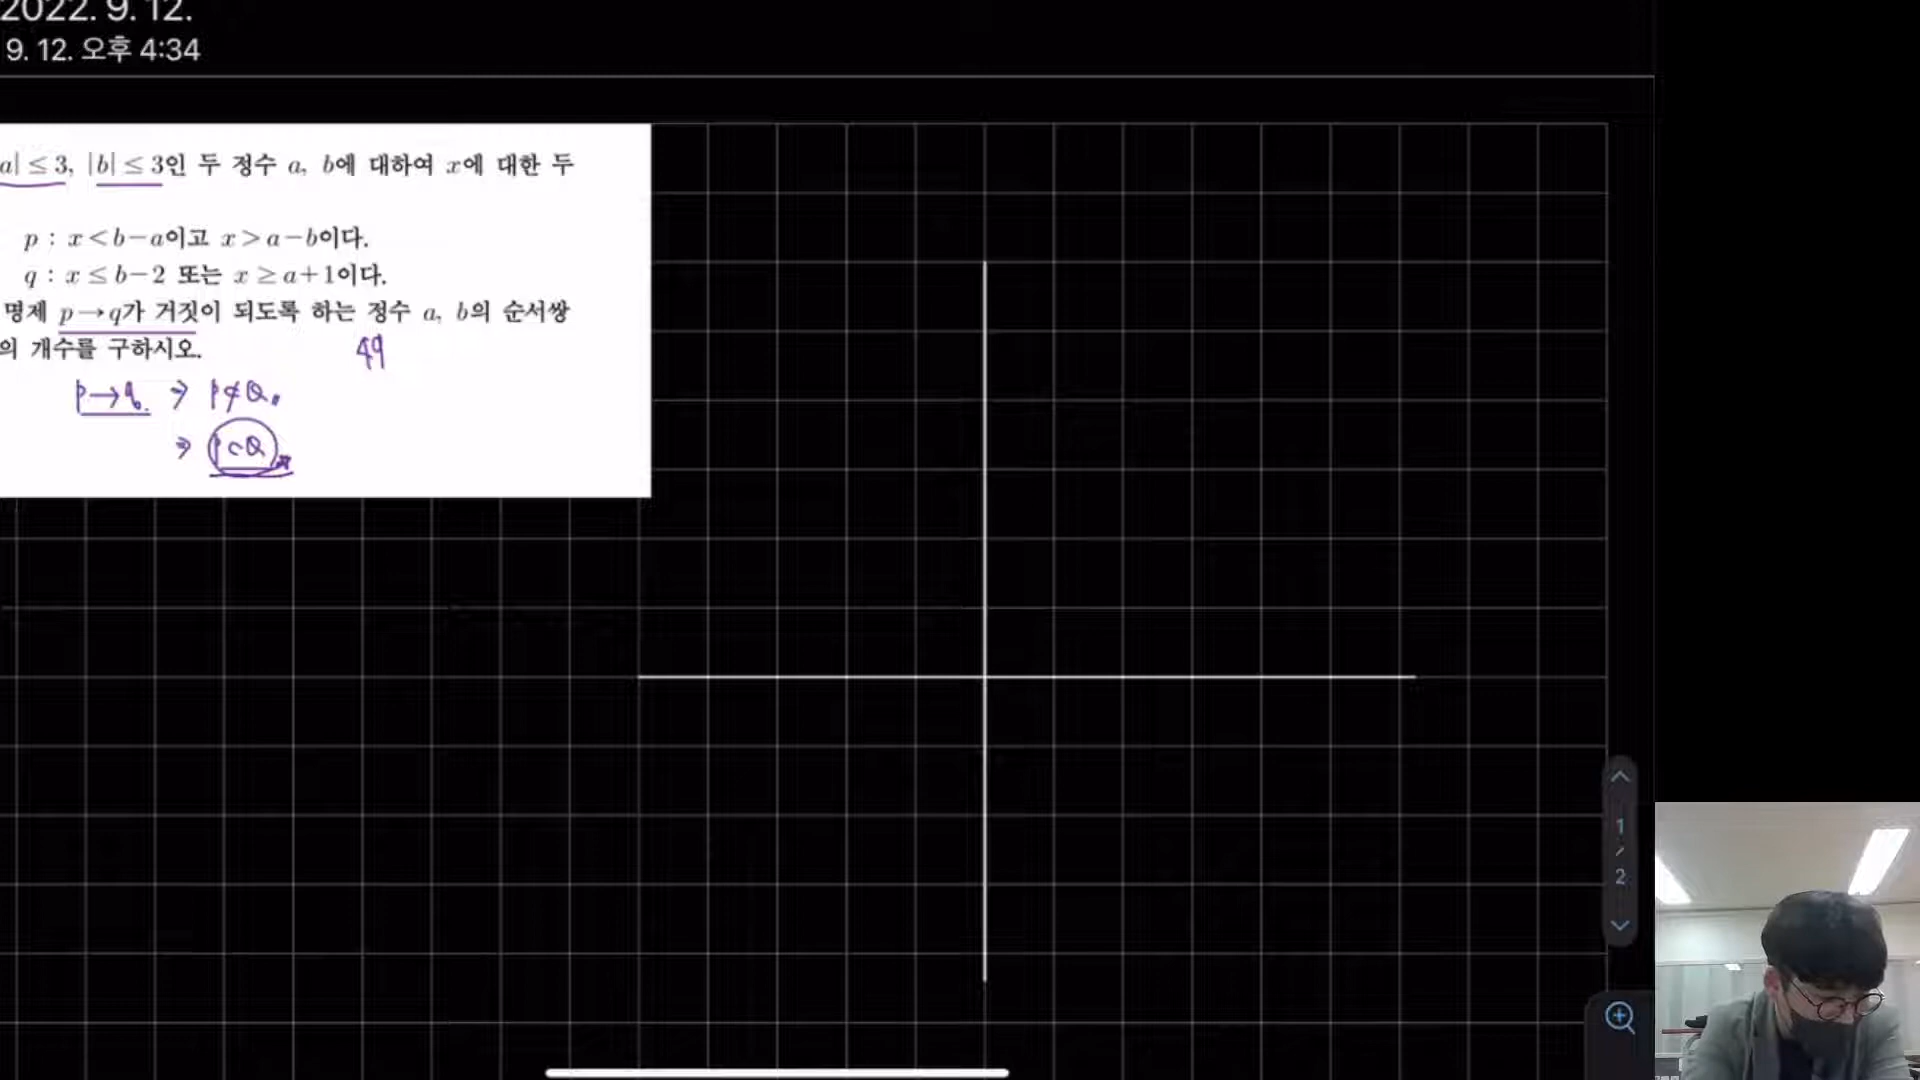 2022. 9. 12.
9. 12. 오후 4:34
a| ≤ 3, |b| ≤ 3인 두 정수 a, b에 대하여 x에 대한 두
p : x < b−a이고 x > a−b이다.
q : x ≤ b−2 또는 x ≥ a+1이다.
명제 p → q가 거짓이 되도록 하는 정수 a, b의 순서쌍
의 개수를 구하시오.
49
p → q. ⇒ P ⊄ Q.
⇒ P ⊂ Q
1
/
2